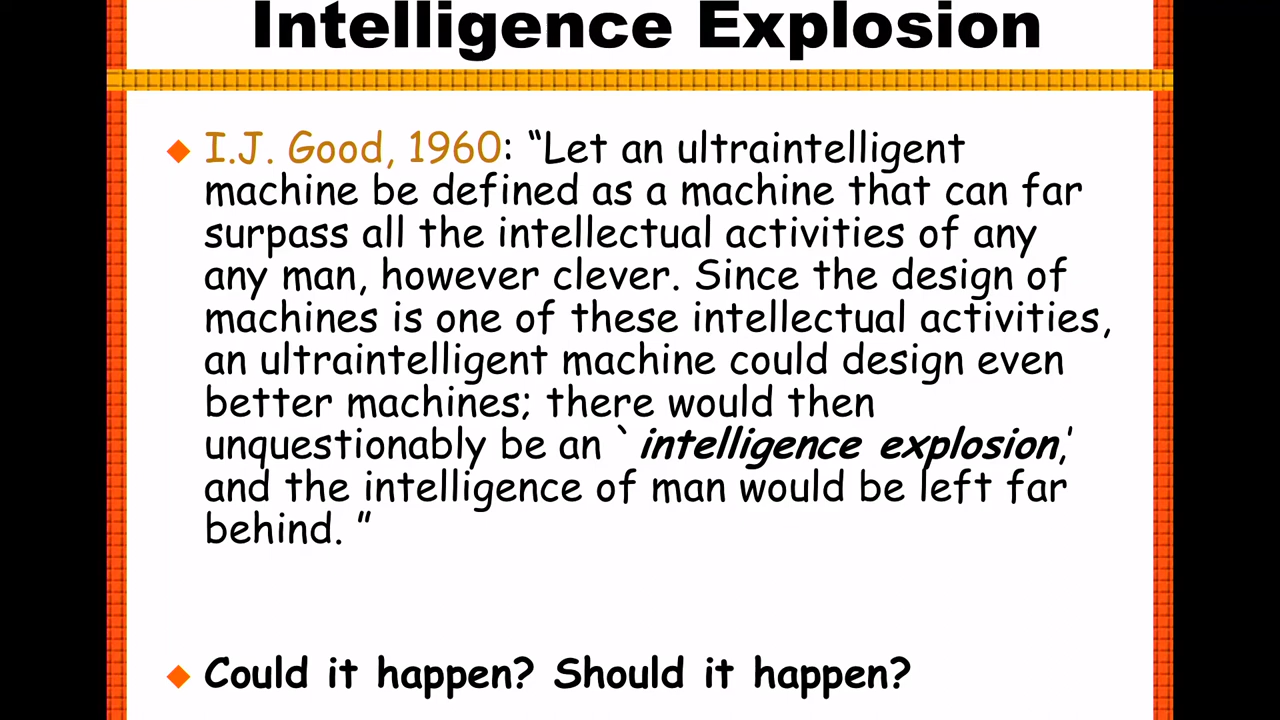 Intelligence Explosion
I.J. Good, 1960: “Let an ultraintelligent
machine be defined as a machine that can far
surpass all the intellectual activities of any
any man, however clever. Since the design of
machines is one of these intellectual activities,
an ultraintelligent machine could design even
better machines; there would then
unquestionably be an `intelligence explosion,'
and the intelligence of man would be left far
behind. ”
Could it happen? Should it happen?